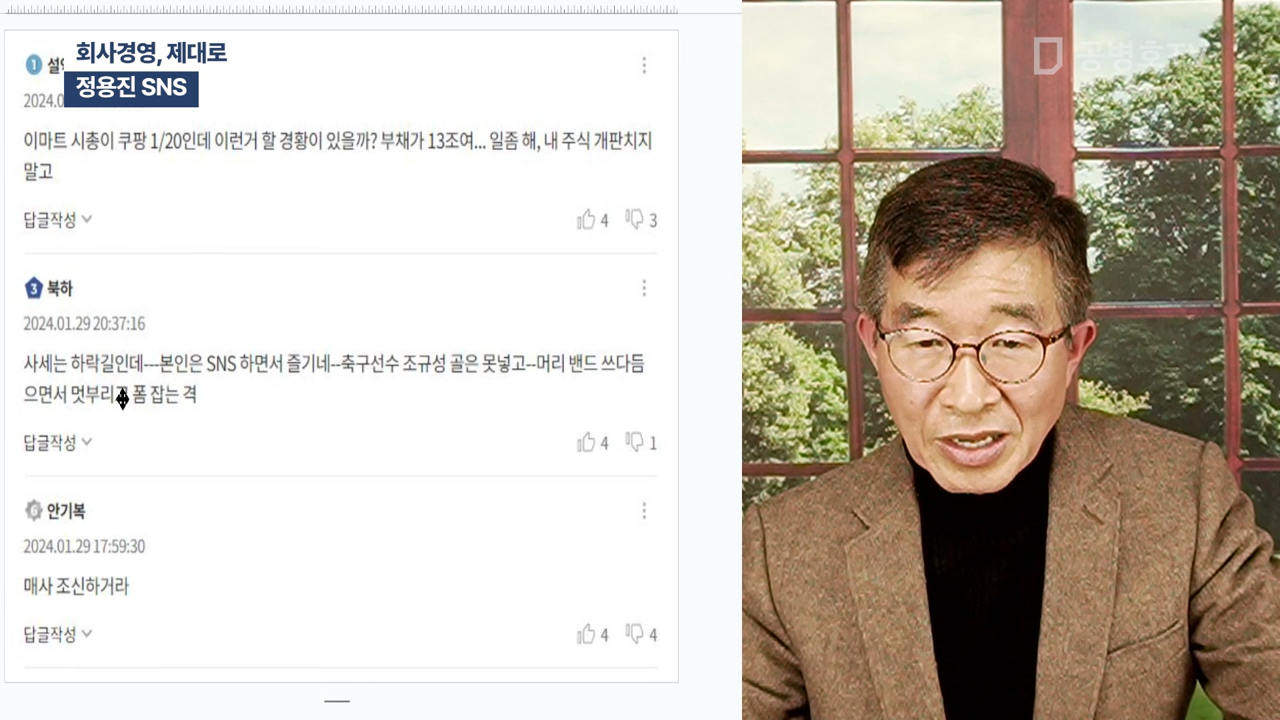 회사경영, 제대로
정용진 SNS
1 설
2024.0
이마트 시총이 쿠팡 1/20인데 이런거 할 경황이 있을까? 부채가 13조여... 일좀 해, 내 주식 개판치지
말고
답글작성 4 3
3 북하
2024.01.29 20:37:16
사세는 하락길인데---본인은 SNS 하면서 즐기네--축구선수 조규성 골은 못넣고--머리 밴드 쓰다듬
으면서 멋부리 폼 잡는 격
답글작성 4 1
6 안기복
2024.01.29 17:59:30
매사 조신하거라
답글작성 4 4
공병호